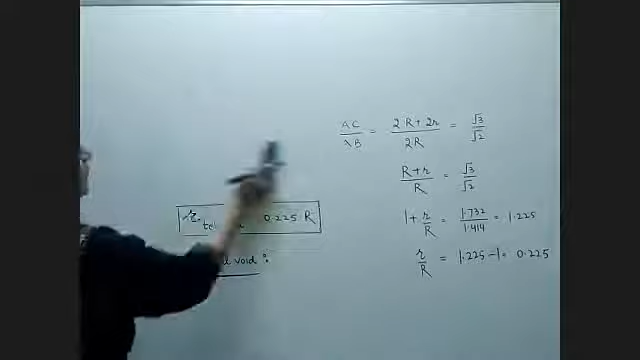 AC/AB = 2R+2r/2R = √3/√2
R+r/R = √3/√2
1+ r/R = 1.732/1.414 = 1.225
r/R = 1.225-1 = 0.225
r 0.225 R
void :